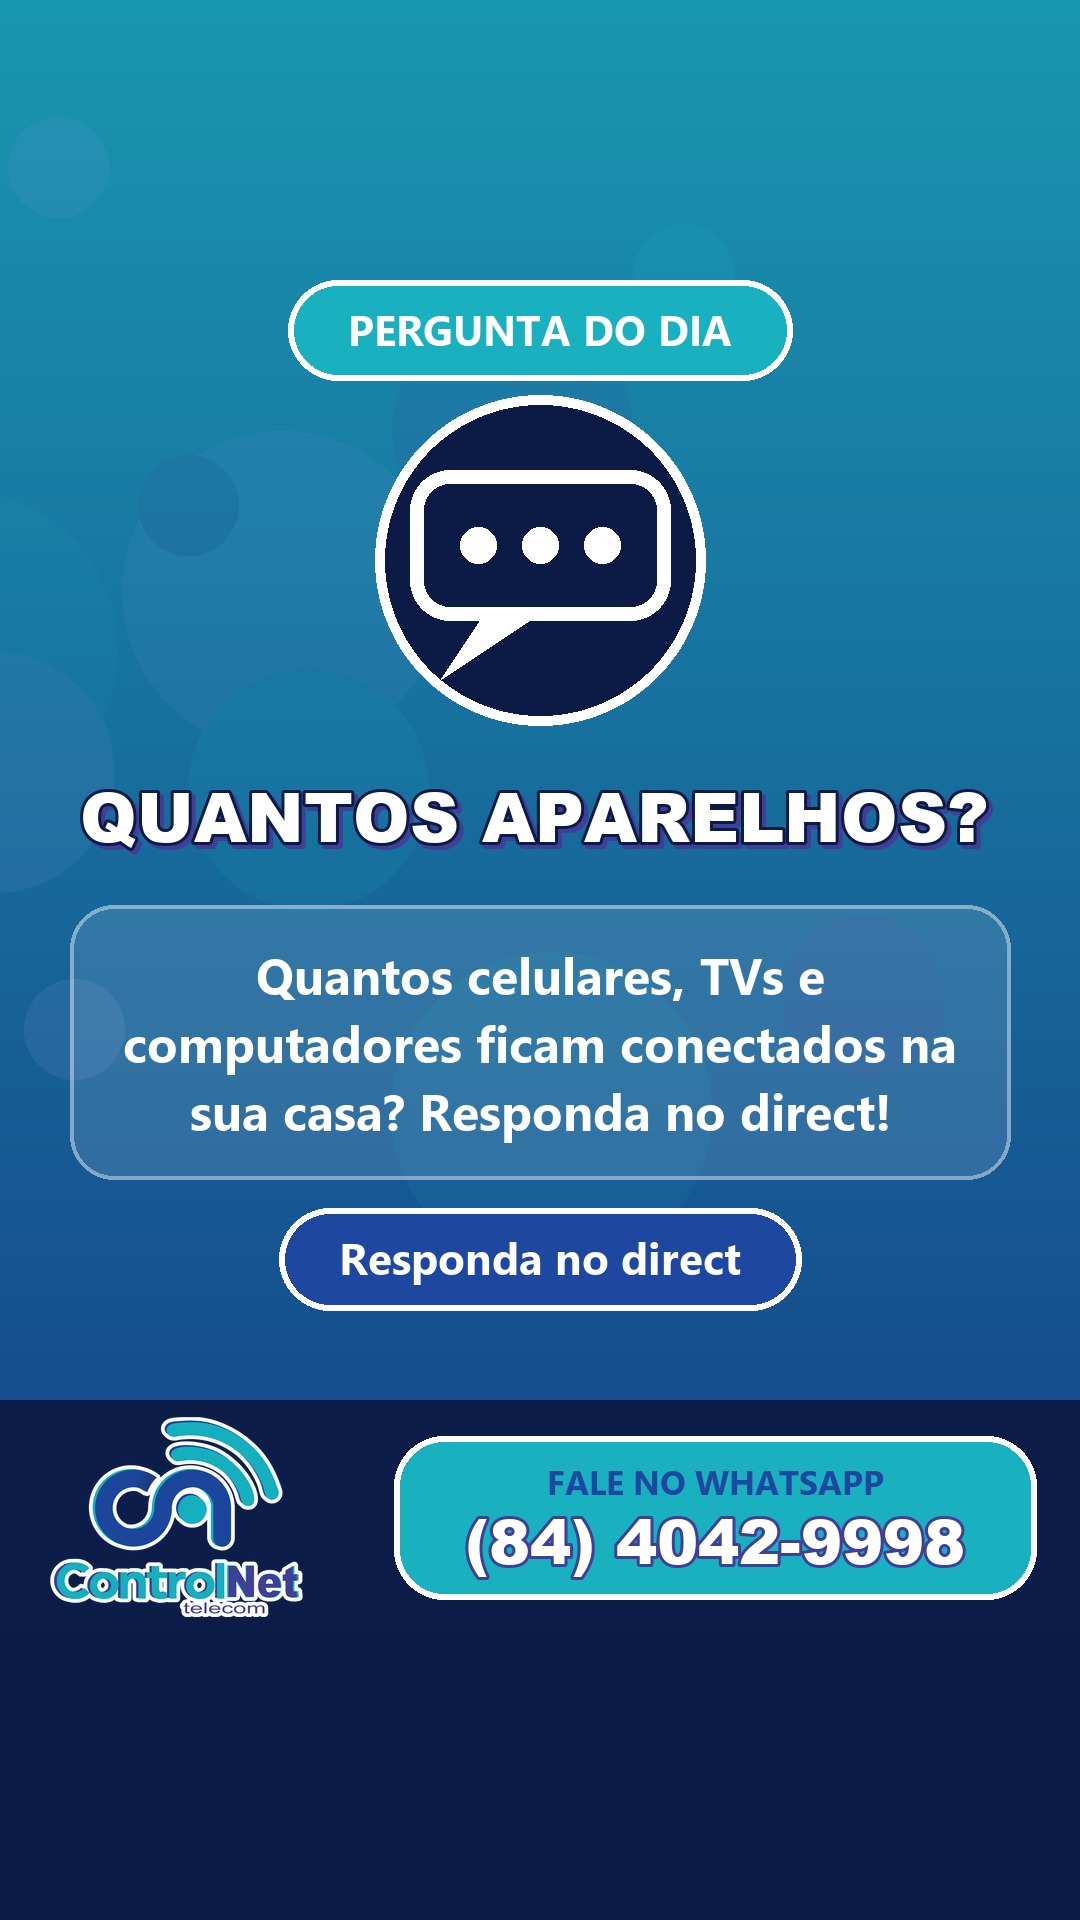 PERGUNTA DO DIA
QUANTOS APARELHOS?
Quantos celulares, TVs e
computadores ficam conectados na
sua casa? Responda no direct!
Responda no direct
ControlNet
telecom
FALE NO WHATSAPP
(84) 4042-9998